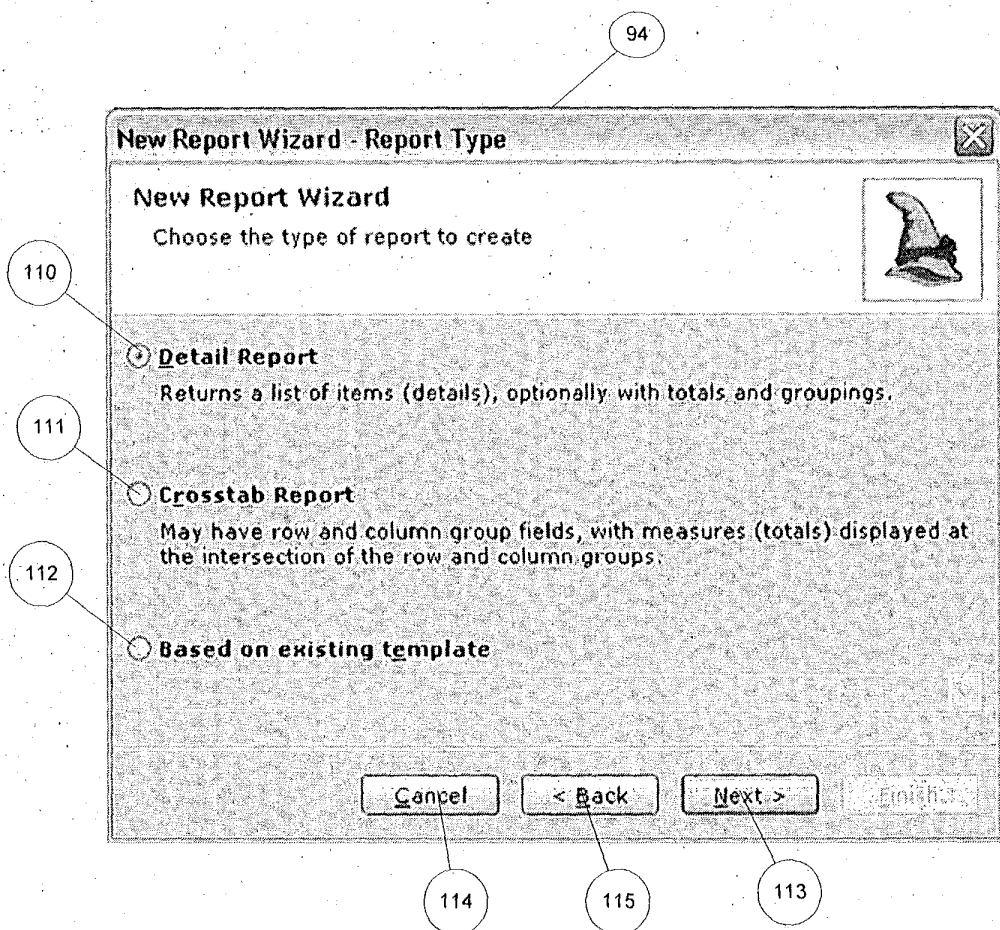 94
New Report Wizard - Report Type
New Report Wizard
Choose the type of report to create
110
Detail Report
Returns a list of items (details), optionally with totals and groupings.
111
Crosstab Report
May have row and column group fields, with measures (totals) displayed at
the intersection of the row and column groups.
112
Based on existing template
Cancel
< Back
Next >
Finish
114
115
113